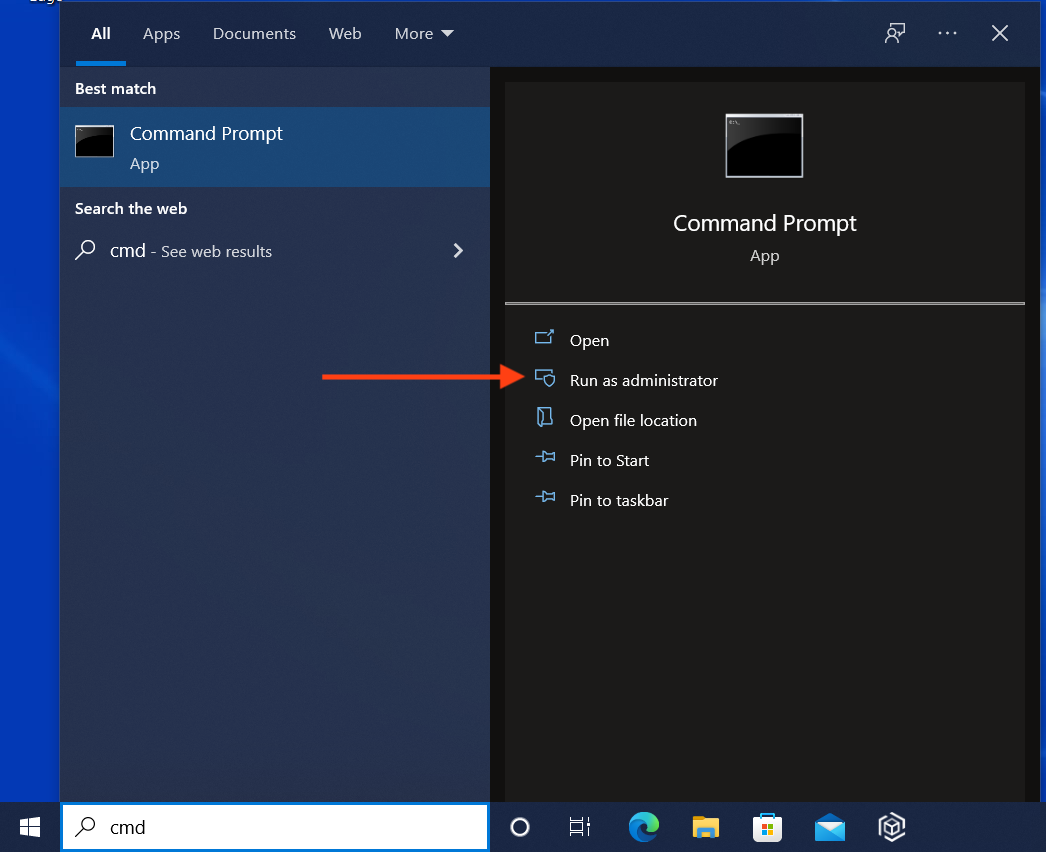 All Apps Documents Web More
Best match
Command Prompt
App
Search the web
cmd - See web results
Command Prompt
App
Open
Run as administrator
Open file location
Pin to Start
Pin to taskbar
cmd